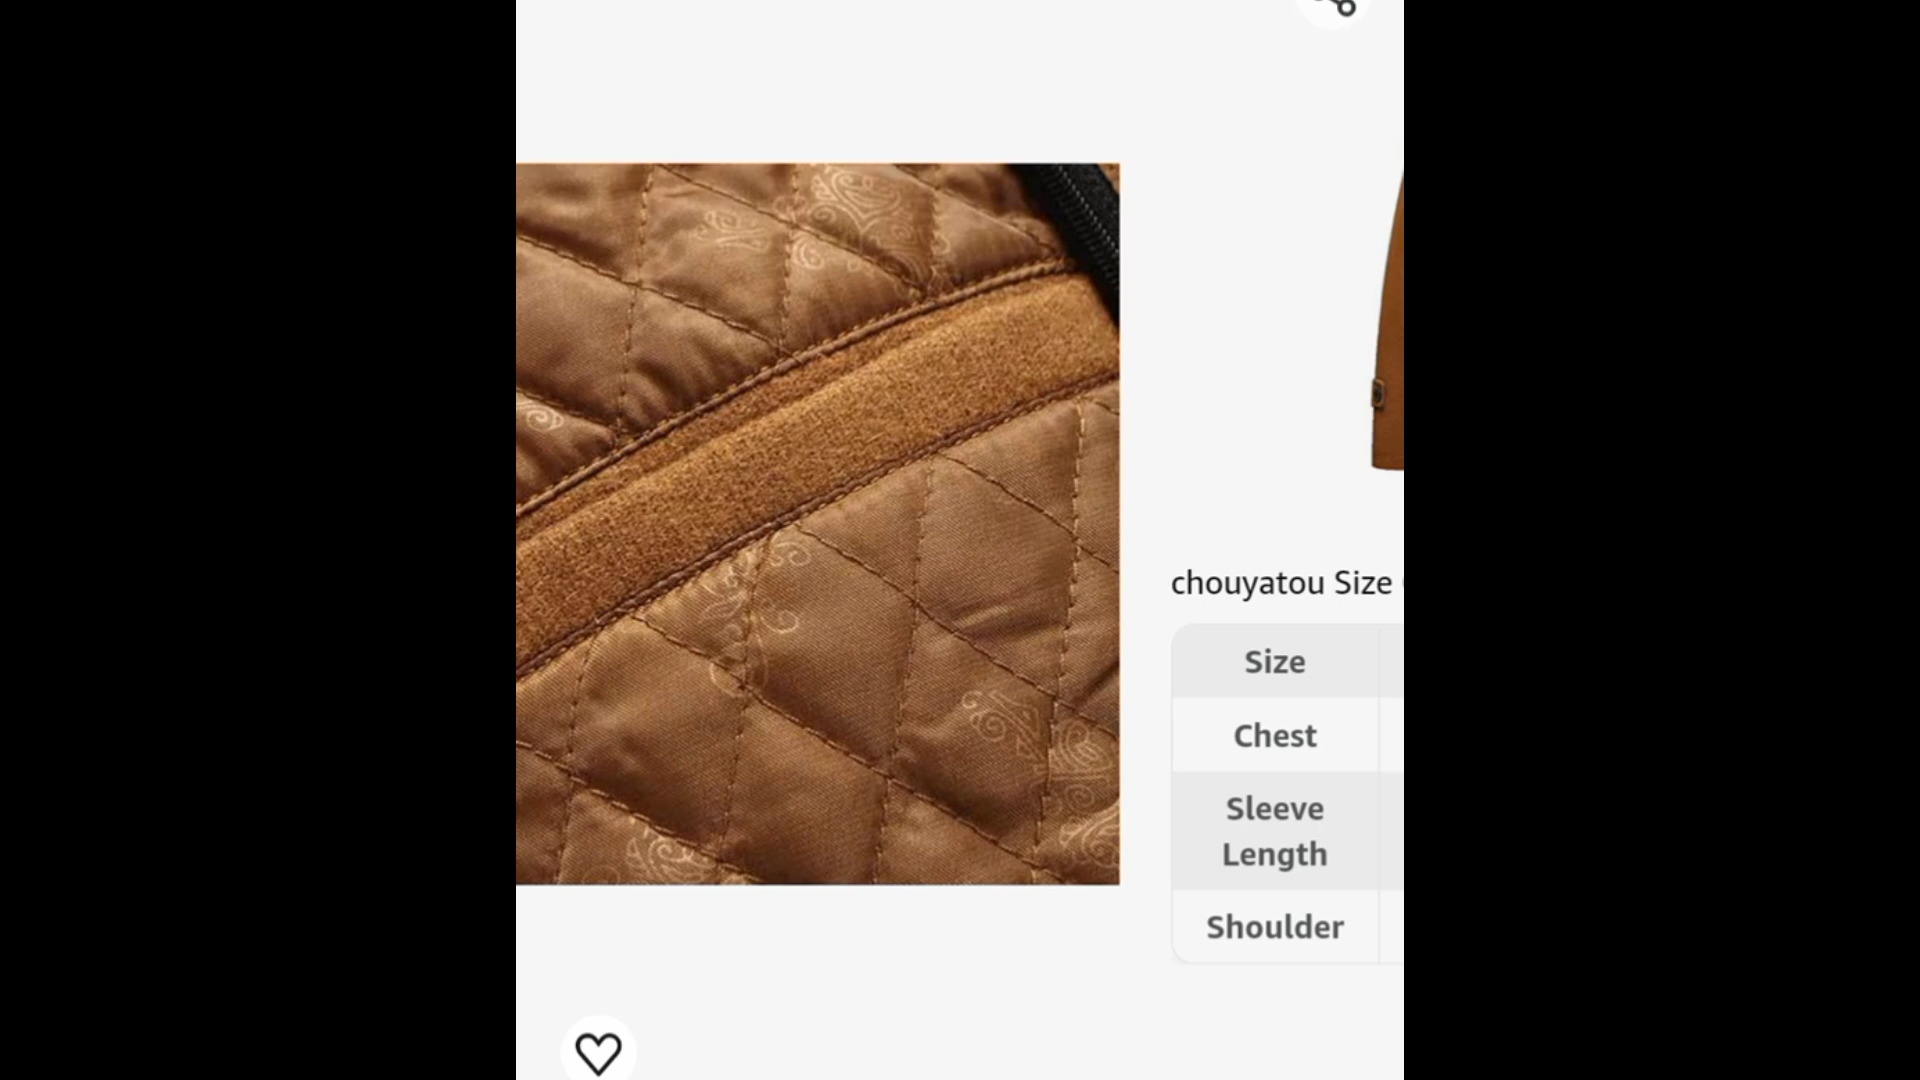 chouyatou Size
Size
Chest
Sleeve
Length
Shoulder